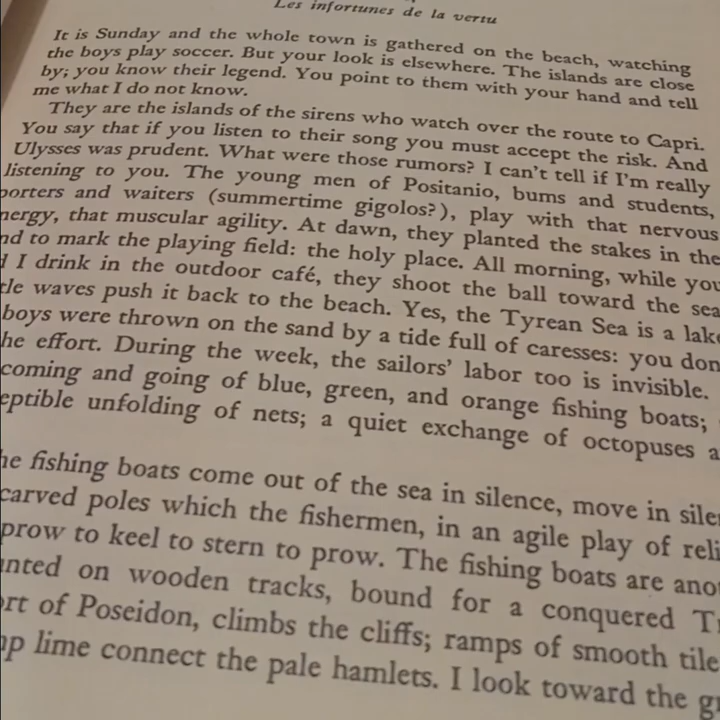 Les infortunes de la vertu
It is Sunday and the whole town is gathered on the beach, watching
the boys play soccer. But your look is elsewhere. The islands are close
by; you know their legend. You point to them with your hand and tell
me what I do not know.
They are the islands of the sirens who watch over the route to Capri.
You say that if you listen to their song you must accept the risk. And
Ulysses was prudent. What were those rumors? I can't tell if I'm really
listening to you. The young men of Positanio, bums and students,
porters and waiters (summertime gigolos?), play with that nervous
nergy, that muscular agility. At dawn, they planted the stakes in the
nd to mark the playing field: the holy place. All morning, while you
I drink in the outdoor café, they shoot the ball toward the sea
tle waves push it back to the beach. Yes, the Tyrean Sea is a lake
boys were thrown on the sand by a tide full of caresses: you don
he effort. During the week, the sailors' labor too is invisible.
coming and going of blue, green, and orange fishing boats;
eptible unfolding of nets; a quiet exchange of octopuses a
he fishing boats come out of the sea in silence, move in sile
carved poles which the fishermen, in an agile play of reli
prow to keel to stern to prow. The fishing boats are ano
unted on wooden tracks, bound for a conquered T
ort of Poseidon, climbs the cliffs; ramps of smooth tile
mp lime connect the pale hamlets. I look toward the g